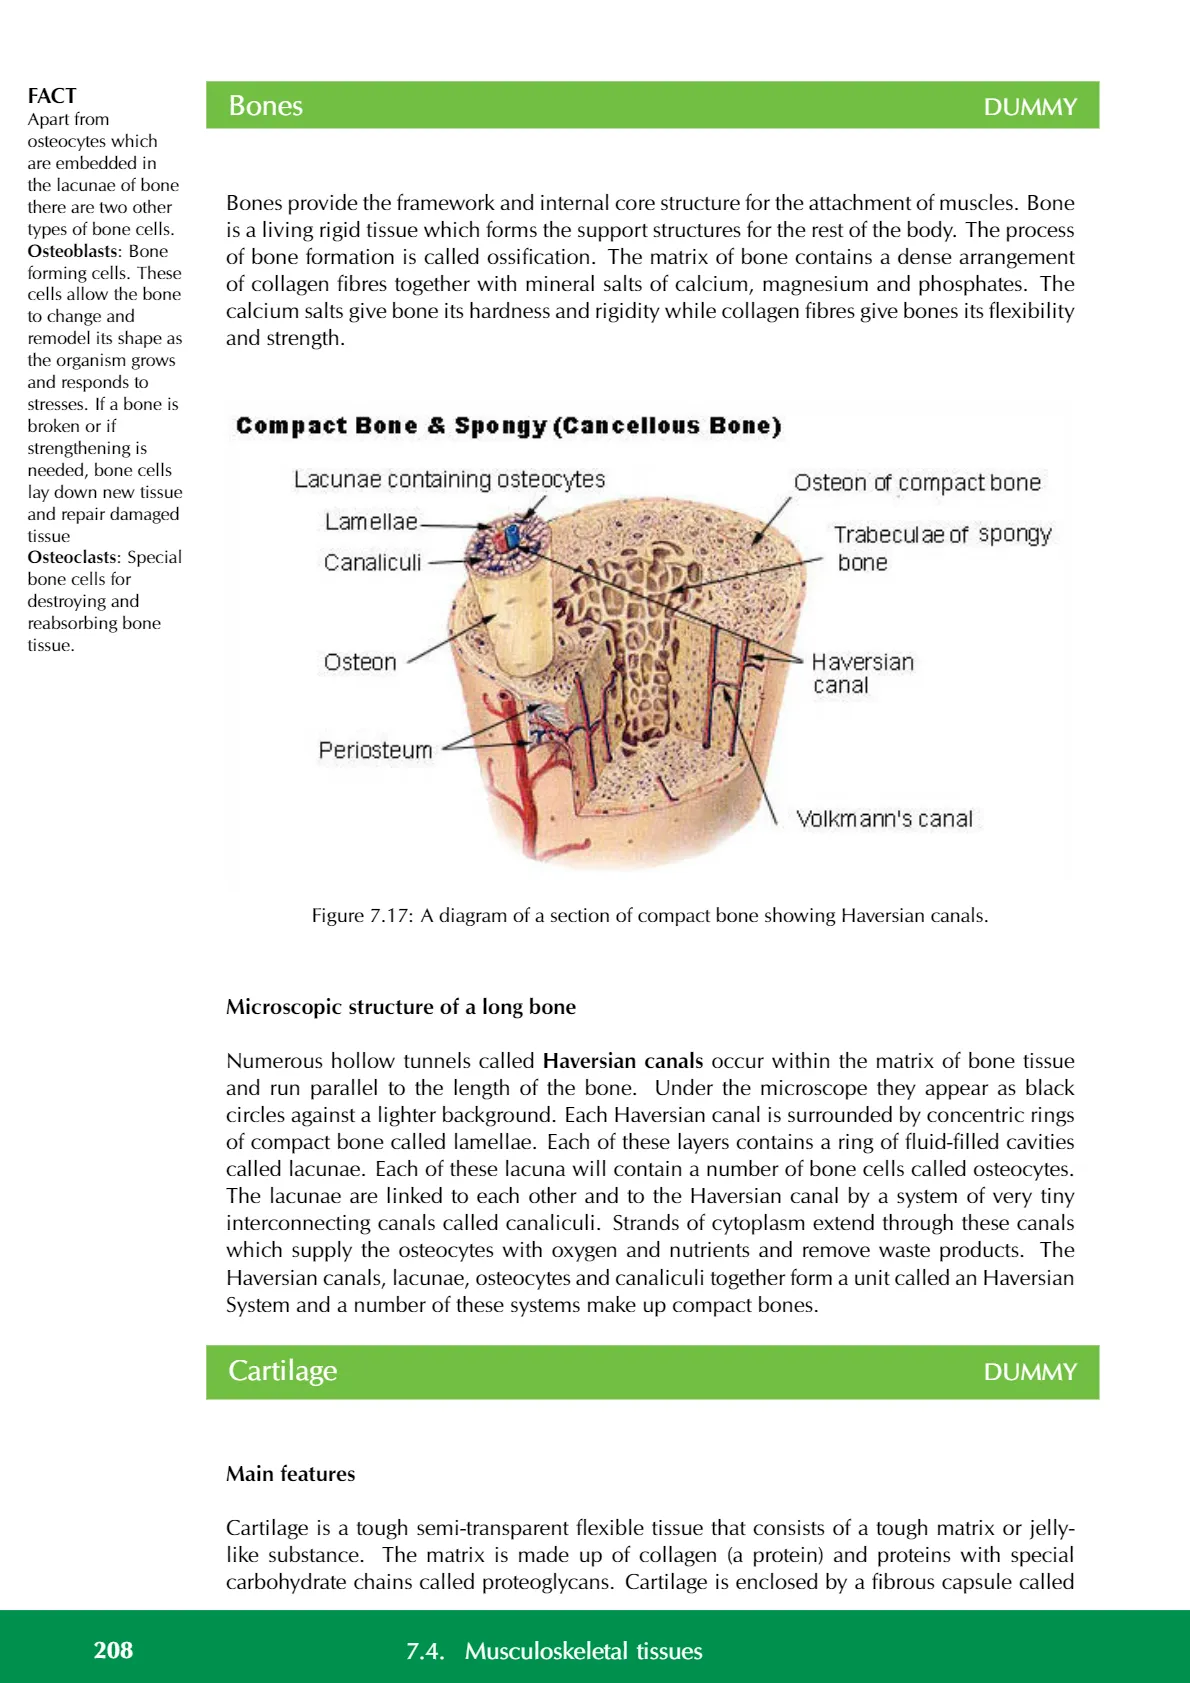 FACT
Apart from
osteocytes which
are embedded in
the lacunae of bone
there are two other
types of bone cells.
Osteoblasts: Bone
forming cells. These
cells allow the bone
to change and
remodel its shape as
the organism grows
and responds to
stresses. If a bone is
broken or if
strengthening is
needed, bone cells
lay down new tissue
and repair damaged
tissue
Osteoclasts: Special
bone cells for
destroying and
reabsorbing bone
tissue.
Bones DUMMY
Bones provide the framework and internal core structure for the attachment of muscles. Bone
is a living rigid tissue which forms the support structures for the rest of the body. The process
of bone formation is called ossification. The matrix of bone contains a dense arrangement
of collagen fibres together with mineral salts of calcium, magnesium and phosphates. The
calcium salts give bone its hardness and rigidity while collagen fibres give bones its flexibility
and strength.
Compact Bone & Spongy (Cancellous Bone)
Lacunae containing osteocytes
Lamellae
Canaliculi
Osteon
Periosteum
Osteon of compact bone
Trabeculae of spongy
bone
Haversian
canal
Volkmann's canal
Figure 7.17: A diagram of a section of compact bone showing Haversian canals.
Microscopic structure of a long bone
Numerous hollow tunnels called Haversian canals occur within the matrix of bone tissue
and run parallel to the length of the bone. Under the microscope they appear as black
circles against a lighter background. Each Haversian canal is surrounded by concentric rings
of compact bone called lamellae. Each of these layers contains a ring of fluid-filled cavities
called lacunae. Each of these lacuna will contain a number of bone cells called osteocytes.
The lacunae are linked to each other and to the Haversian canal by a system of very tiny
interconnecting canals called canaliculi. Strands of cytoplasm extend through these canals
which supply the osteocytes with oxygen and nutrients and remove waste products. The
Haversian canals, lacunae, osteocytes and canaliculi together form a unit called an Haversian
System and a number of these systems make up compact bones.
Cartilage DUMMY
Main features
Cartilage is a tough semi-transparent flexible tissue that consists of a tough matrix or jelly-
like substance. The matrix is made up of collagen (a protein) and proteins with special
carbohydrate chains called proteoglycans. Cartilage is enclosed by a fibrous capsule called
208 7.4. Musculoskeletal tissues